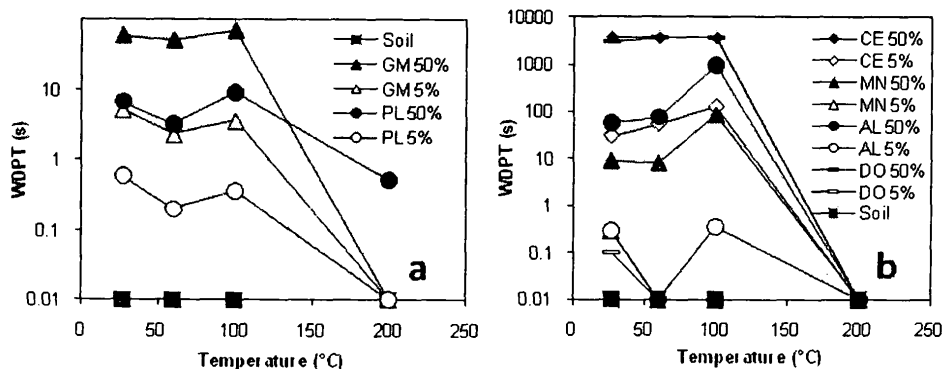 10
1
0.1
0.01
WDPT (s)
0 50 100 150 200 250
Temperature (°C)
Soil
GM 50%
GM 5%
PL 50%
PL 5%
a
10000
1000
100
10
1
0.1
0.01
WDPT (s)
0 50 100 150 200 250
Temperature (°C)
CE 50%
CE 5%
MN 50%
MN 5%
AL 50%
AL 5%
DO 50%
DO 5%
Soil
b